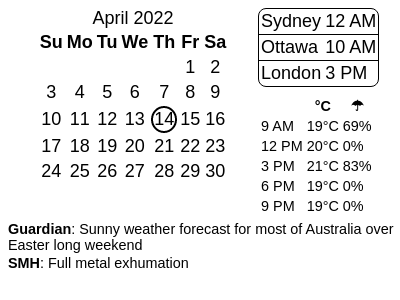 April 2022
Su Mo Tu We Th Fr Sa
1 2
3 4 5 6 7 8 9
10 11 12 13 14 15 16
17 18 19 20 21 22 23
24 25 26 27 28 29 30
Sydney 12 AM
Ottawa 10 AM
London 3 PM
°C ☂
9 AM 19°C 69%
12 PM 20°C 0%
3 PM 21°C 83%
6 PM 19°C 0%
9 PM 19°C 0%
Guardian: Sunny weather forecast for most of Australia over
Easter long weekend
SMH: Full metal exhumation